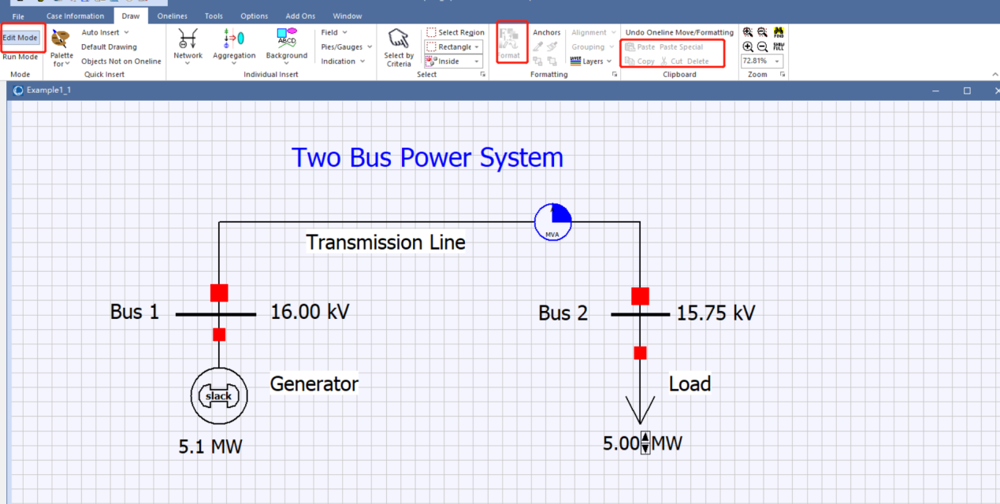 File Case Information Draw Onelines Tools Options Add Ons Window
Edit Mode
Run Mode
Mode
Palette for
Auto Insert
Default Drawing
Objects Not on Oneline
Quick Insert
Network
Aggregation
ABCD
Background
Field
Pies/Gauges
Indication
Individual Insert
Select by Criteria
Select Region
Rectangle
Inside
Select
Format
Anchors
Alignment
Grouping
Layers
Formatting
Undo Oneline Move/Formatting
Paste Paste Special
Copy Cut Delete
Clipboard
72.81%
Zoom
Example1_1
Two Bus Power System
MVA
Transmission Line
Bus 1
16.00 kV
Bus 2
15.75 kV
slack
Generator
Load
5.1 MW
5.00 MW